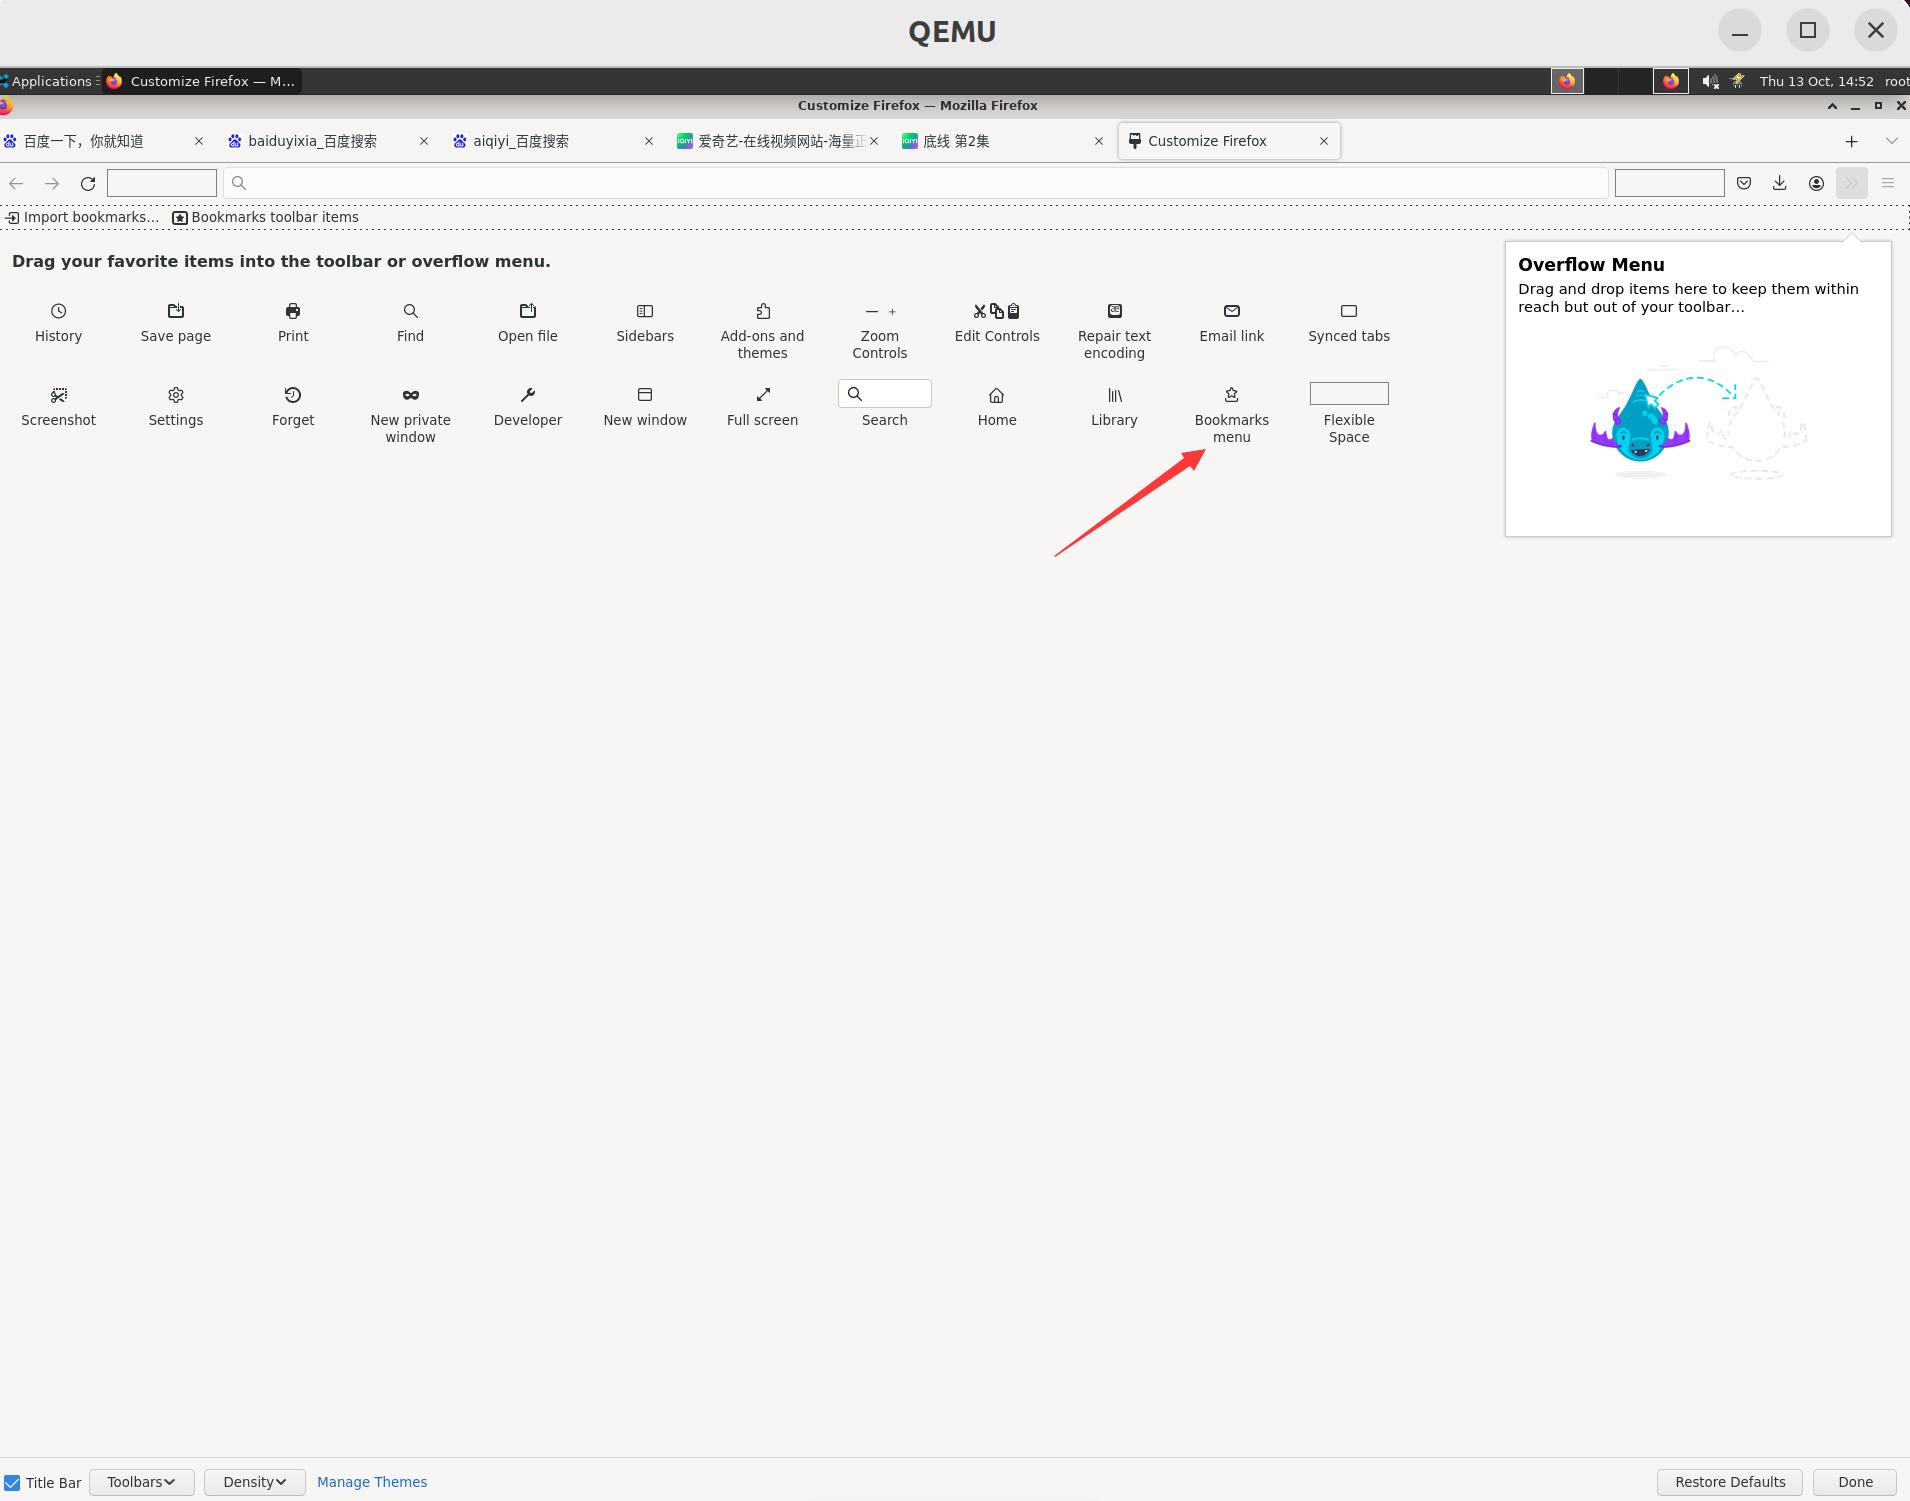 QEMU
Applications
Customize Firefox — M...
Thu 13 Oct, 14:52
root
Customize Firefox — Mozilla Firefox
百度一下，你就知道
baiduyixia_百度搜索
aiqiyi_百度搜索
爱奇艺-在线视频网站-海量正
底线 第2集
Customize Firefox
Import bookmarks...
Bookmarks toolbar items
Drag your favorite items into the toolbar or overflow menu.
History
Save page
Print
Find
Open file
Sidebars
Add-ons and
themes
Zoom
Controls
Edit Controls
Repair text
encoding
Email link
Synced tabs
Screenshot
Settings
Forget
New private
window
Developer
New window
Full screen
Search
Home
Library
Bookmarks
menu
Flexible
Space
Overflow Menu
Drag and drop items here to keep them within
reach but out of your toolbar...
Title Bar
Toolbars
Density
Manage Themes
Restore Defaults
Done